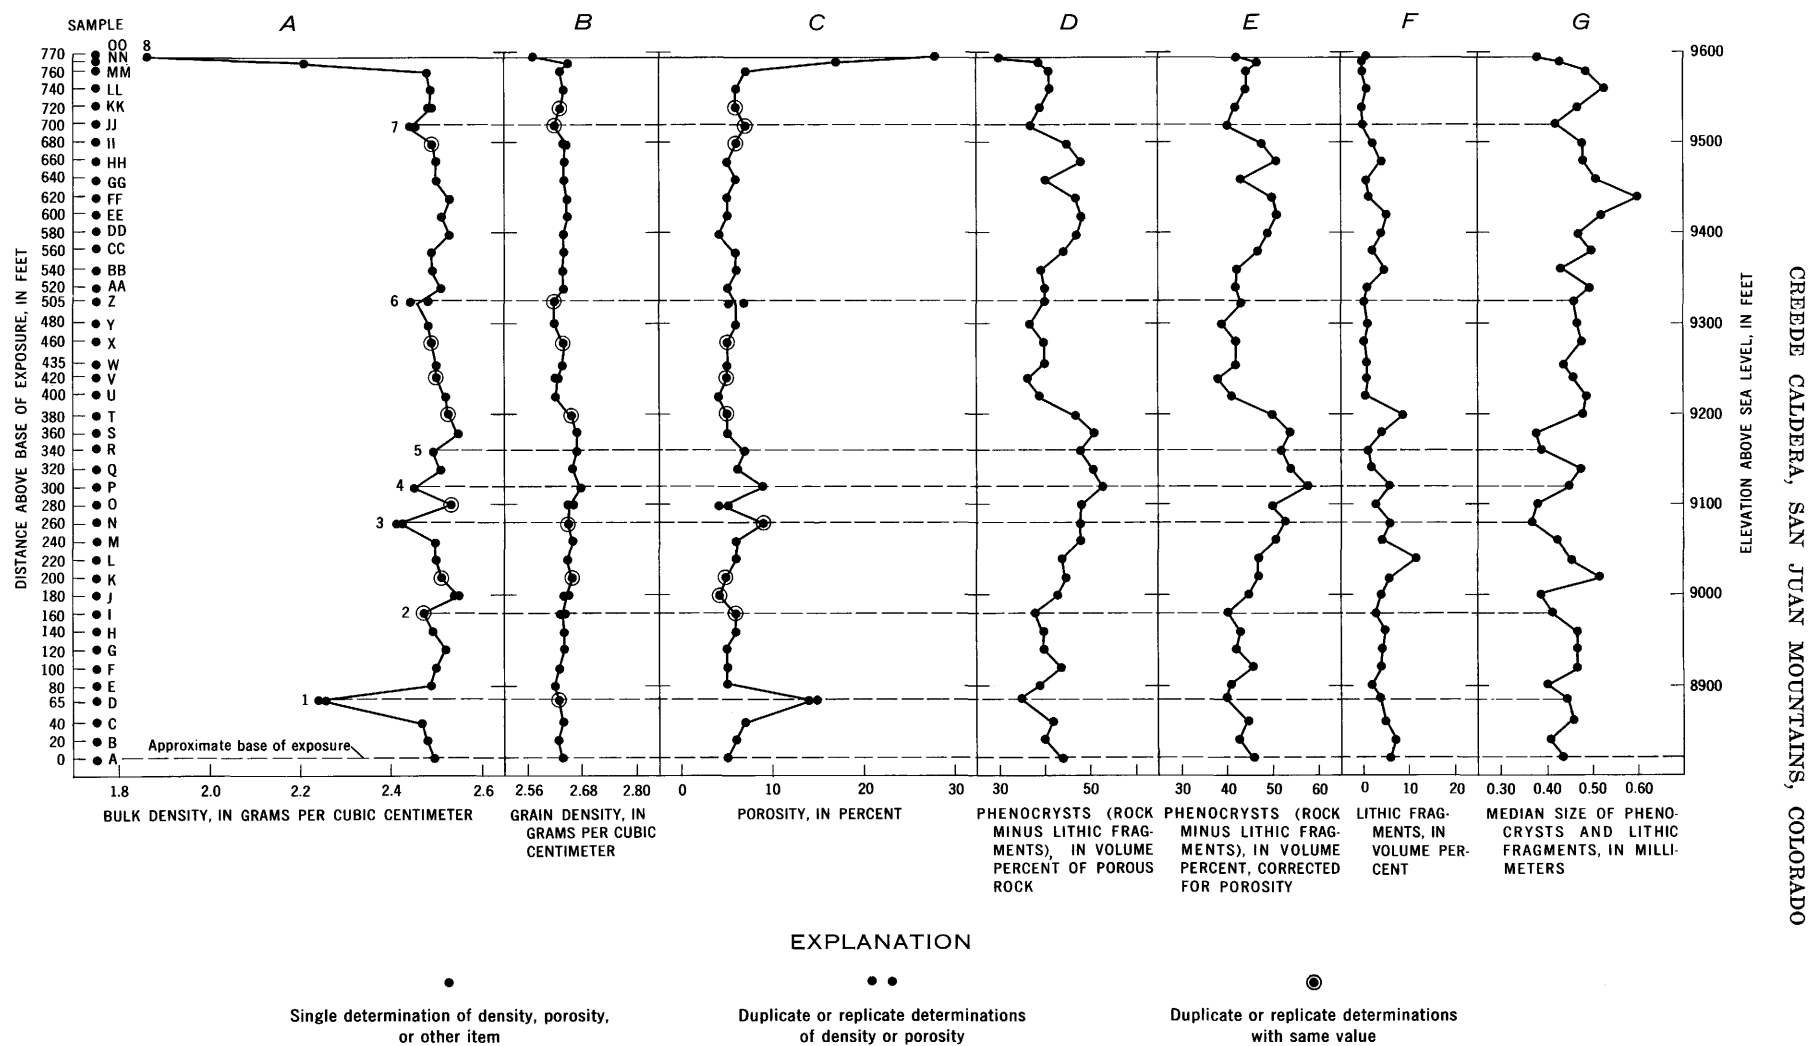 SAMPLE
A B C D E F G
OO 8
770 NN 9600
760 MM
740 LL
720 KK
700 JJ 7
680 II 9500
660 HH
640 GG
620 FF
600 EE
580 DD 9400
560 CC
540 BB
520 AA
505 Z 6
480 Y 9300
460 X
435 W
420 V
400 U
380 T 9200
360 S
340 R 5
320 Q
300 P 4
280 O 9100
260 N 3
240 M
220 L
200 K
180 J 9000
160 I 2
140 H
120 G
100 F
80 E 8900
65 D 1
40 C
20 B Approximate base of exposure
0 A
DISTANCE ABOVE BASE OF EXPOSURE, IN FEET
ELEVATION ABOVE SEA LEVEL, IN FEET
CREEDE CALDERA, SAN JUAN MOUNTAINS, COLORADO
1.8 2.0 2.2 2.4 2.6
BULK DENSITY, IN GRAMS PER CUBIC CENTIMETER
2.56 2.68 2.80
GRAIN DENSITY, IN
GRAMS PER CUBIC
CENTIMETER
0 10 20 30
POROSITY, IN PERCENT
30 50
PHENOCRYSTS (ROCK
MINUS LITHIC FRAG-
MENTS), IN VOLUME
PERCENT OF POROUS
ROCK
30 40 50 60
PHENOCRYSTS (ROCK
MINUS LITHIC FRAG-
MENTS), IN VOLUME
PERCENT, CORRECTED
FOR POROSITY
0 10 20
LITHIC FRAG-
MENTS, IN
VOLUME PER-
CENT
0.30 0.40 0.60
MEDIAN SIZE OF PHENO-
CRYSTS AND LITHIC
FRAGMENTS, IN MILLI-
METERS
EXPLANATION
Single determination of density, porosity,
or other item
Duplicate or replicate determinations
of density or porosity
Duplicate or replicate determinations
with same value